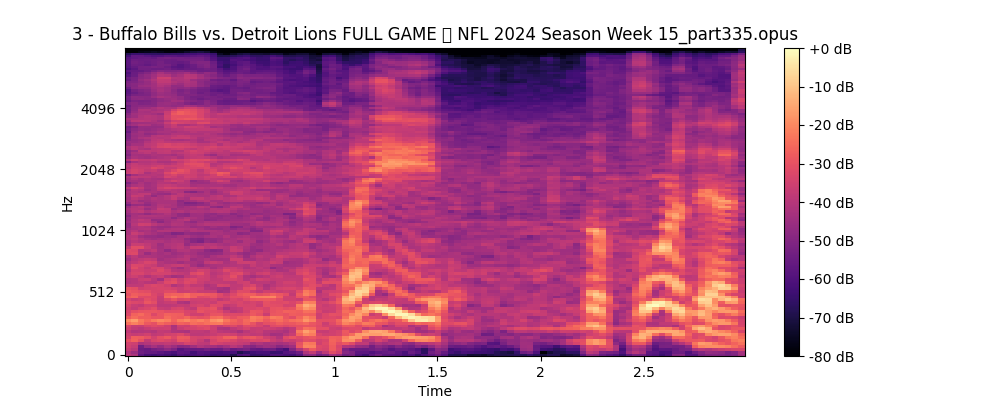 3 - Buffalo Bills vs. Detroit Lions FULL GAME ▯ NFL 2024 Season Week 15_part335.opus
+0 dB
-10 dB
-20 dB
-30 dB
-40 dB
-50 dB
-60 dB
-70 dB
-80 dB
4096
2048
1024
512
0
Hz
0 0.5 1 1.5 2 2.5
Time